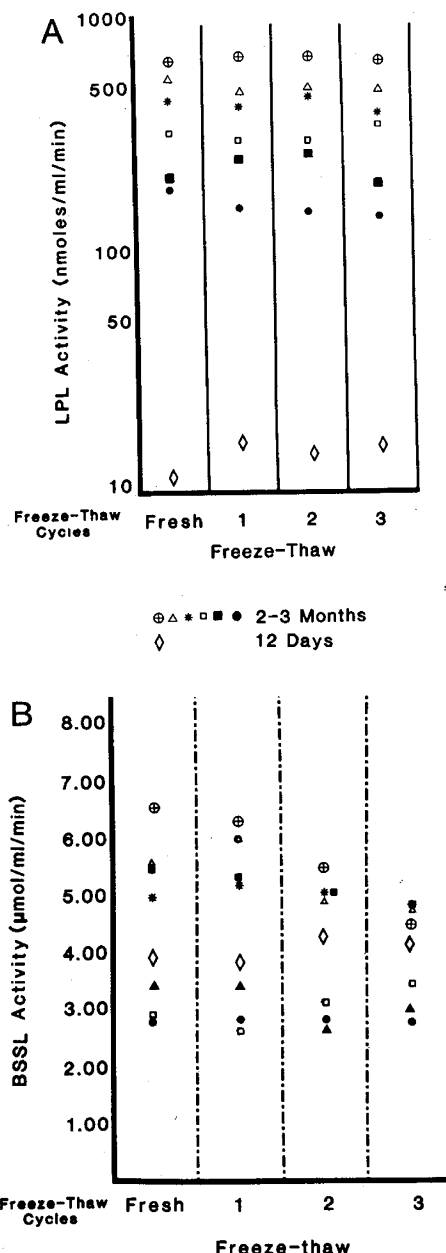 A
1000
500
100
50
10
LPL Activity (nmoles/ml/min)
Freeze-Thaw
Cycles
Fresh 1 2 3
Freeze-Thaw
2-3 Months
12 Days
B
8.00
7.00
6.00
5.00
4.00
3.00
2.00
1.00
BSSL Activity (μmol/ml/min)
Freeze-Thaw
Cycles
Fresh 1 2 3
Freeze-thaw